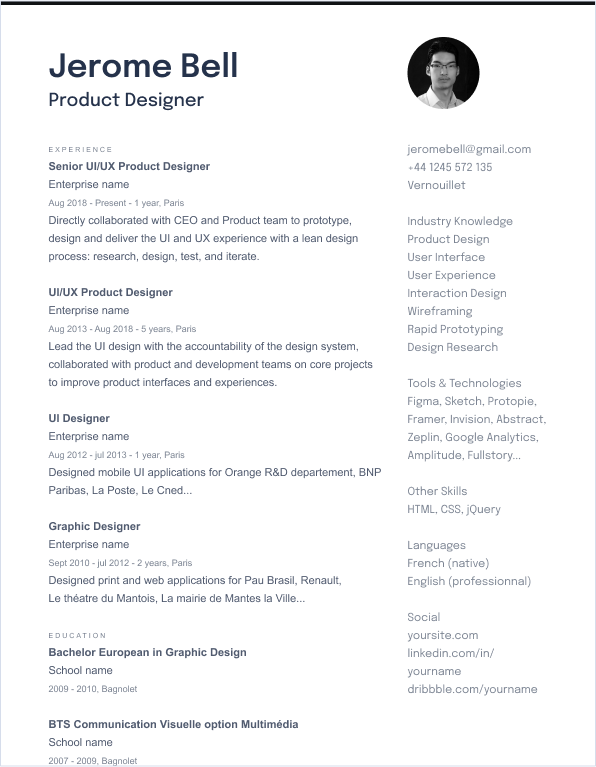 Jerome Bell
Product Designer
EXPERIENCE
Senior UI/UX Product Designer
Enterprise name
Aug 2018 - Present - 1 year, Paris
Directly collaborated with CEO and Product team to prototype,
design and deliver the UI and UX experience with a lean design
process: research, design, test, and iterate.
UI/UX Product Designer
Enterprise name
Aug 2013 - Aug 2018 - 5 years, Paris
Lead the UI design with the accountability of the design system,
collaborated with product and development teams on core projects
to improve product interfaces and experiences.
UI Designer
Enterprise name
Aug 2012 - jul 2013 - 1 year, Paris
Designed mobile UI applications for Orange R&D departement, BNP
Paribas, La Poste, Le Cned...
Graphic Designer
Enterprise name
Sept 2010 - jul 2012 - 2 years, Paris
Designed print and web applications for Pau Brasil, Renault,
Le théatre du Mantois, La mairie de Mantes la Ville...
EDUCATION
Bachelor European in Graphic Design
School name
2009 - 2010, Bagnolet
BTS Communication Visuelle option Multimédia
School name
2007 - 2009, Bagnolet
jeromebell@gmail.com
+44 1245 572 135
Vernouillet
Industry Knowledge
Product Design
User Interface
User Experience
Interaction Design
Wireframing
Rapid Prototyping
Design Research
Tools & Technologies
Figma, Sketch, Protopie,
Framer, Invision, Abstract,
Zeplin, Google Analytics,
Amplitude, Fullstory...
Other Skills
HTML, CSS, jQuery
Languages
French (native)
English (professionnal)
Social
yoursite.com
linkedin.com/in/
yourname
dribbble.com/yourname